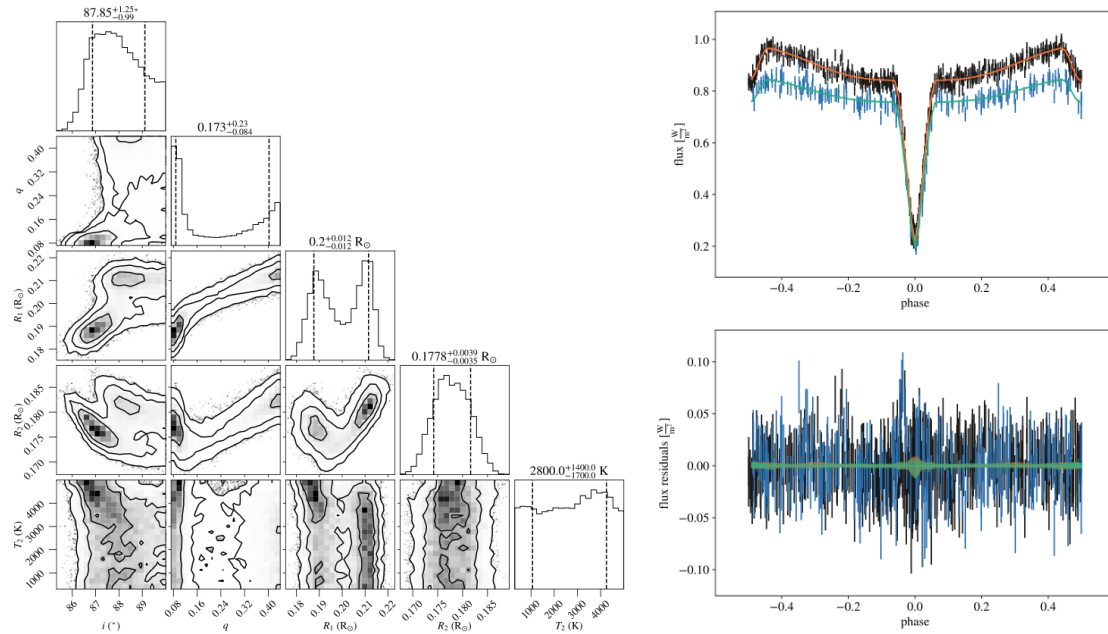 87.85+1.25∘−0.99
0.173+0.23−0.084
0.2+0.012−0.012 R⊙
0.1778+0.0039−0.0035 R⊙
2800.0+1400.0−1700.0 K
q
0.40
0.32
0.24
0.16
0.08
R1 (R⊙)
0.22
0.21
0.20
0.19
0.18
R2 (R⊙)
0.185
0.180
0.175
0.170
T2 (K)
4000
3000
2000
1000
86 87 88 89
i (°)
0.08 0.16 0.24 0.32 0.40
q
0.18 0.19 0.20 0.21 0.22
R1 (R⊙)
0.170 0.175 0.180 0.185
R2 (R⊙)
1000 2000 3000 4000
T2 (K)
1.0
0.8
0.6
0.4
0.2
flux [W/m²]
−0.4 −0.2 0.0 0.2 0.4
phase
0.10
0.05
0.00
−0.05
−0.10
flux residuals [W/m²]
−0.4 −0.2 0.0 0.2 0.4
phase